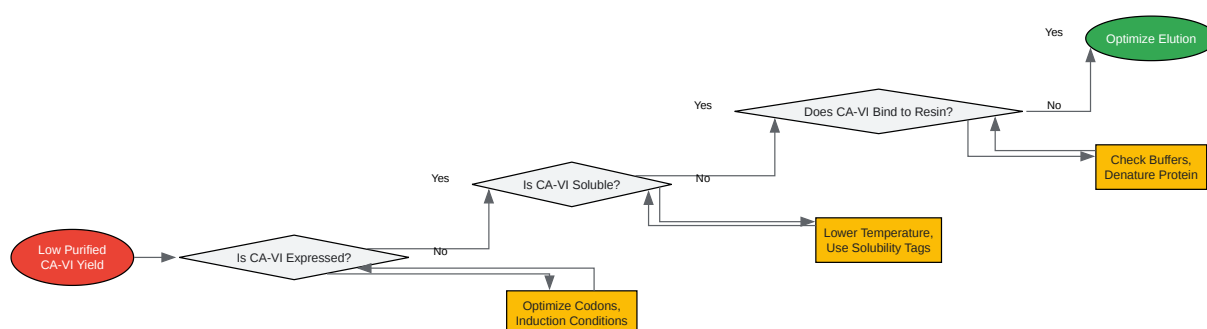 Yes
Optimize Elution
Yes
Does CA-VI Bind to Resin?
No
Check Buffers,
Denature Protein
Yes
Is CA-VI Soluble?
No
Lower Temperature,
Use Solubility Tags
Low Purified
CA-VI Yield
Is CA-VI Expressed?
No
Optimize Codons,
Induction Conditions